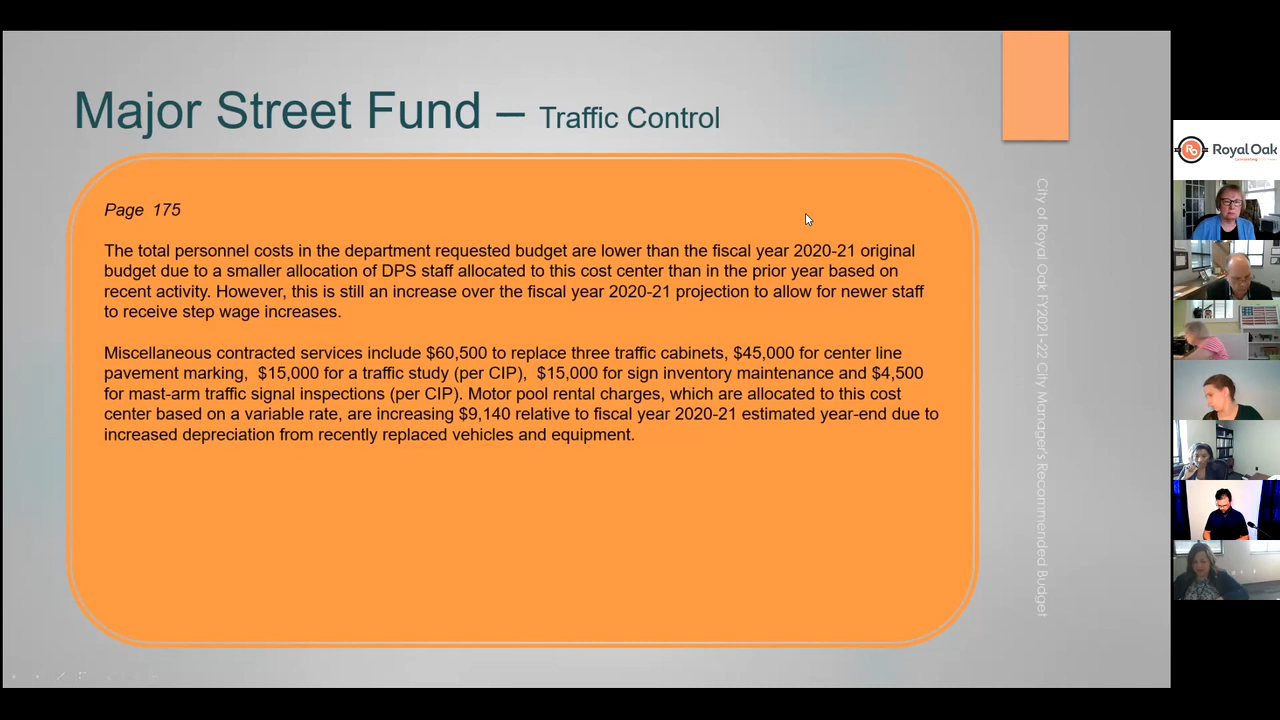 Major Street Fund – Traffic Control
Page 175
The total personnel costs in the department requested budget are lower than the fiscal year 2020-21 original
budget due to a smaller allocation of DPS staff allocated to this cost center than in the prior year based on
recent activity. However, this is still an increase over the fiscal year 2020-21 projection to allow for newer staff
to receive step wage increases.
Miscellaneous contracted services include $60,500 to replace three traffic cabinets, $45,000 for center line
pavement marking, $15,000 for a traffic study (per CIP), $15,000 for sign inventory maintenance and $4,500
for mast-arm traffic signal inspections (per CIP). Motor pool rental charges, which are allocated to this cost
center based on a variable rate, are increasing $9,140 relative to fiscal year 2020-21 estimated year-end due to
increased depreciation from recently replaced vehicles and equipment.
City of Royal Oak FY2021-22 City Manager's Recommended Budget
Royal Oak